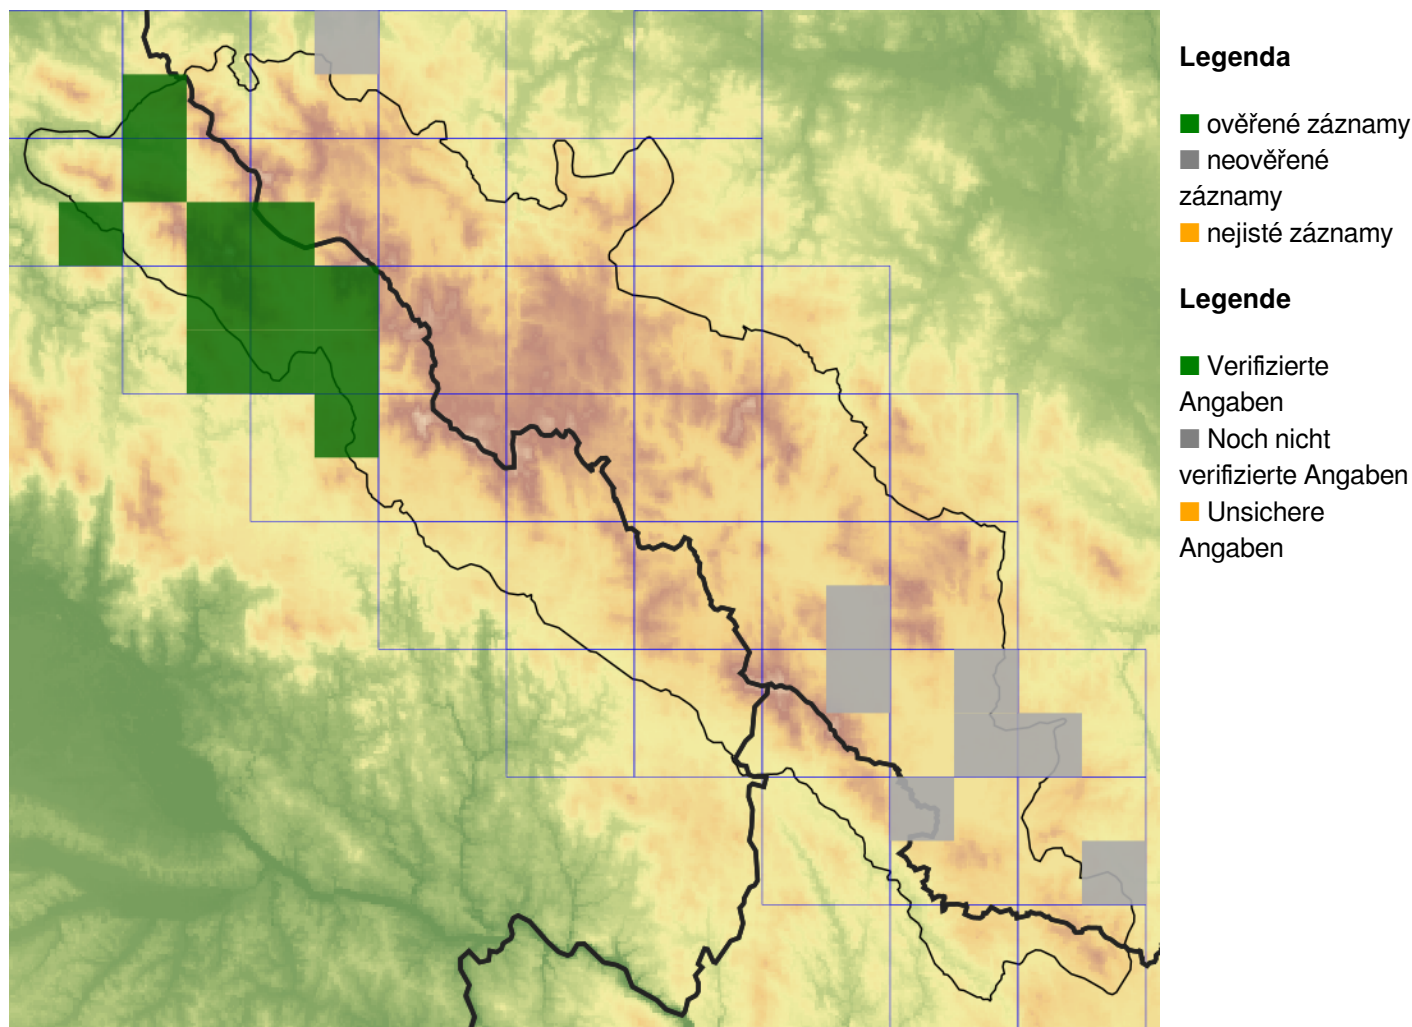 Legenda
ověřené záznamy
neověřené
záznamy
nejisté záznamy
Legende
Verifizierte
Angaben
Noch nicht
verifizierte Angaben
Unsichere
Angaben